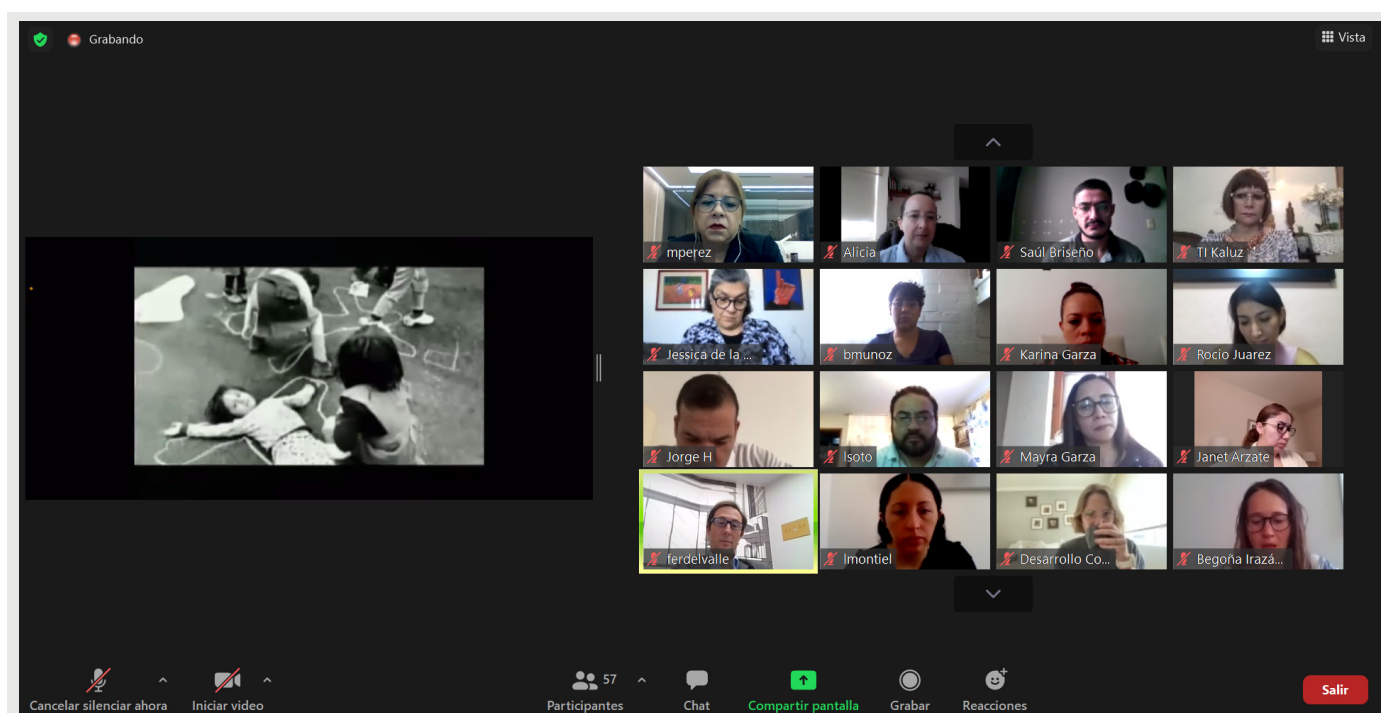 Grabando
Vista
mperez
Alicia
Saúl Briseño
TI Kaluz
Jessica de la ...
bmunoz
Karina Garza
Rocio Juarez
Jorge H
lsoto
Mayra Garza
Janet Arzate
ferdelvalle
lmontiel
Desarrollo Co...
Begoña Irazá...
Cancelar silenciar ahora
Iniciar video
57
Participantes
Chat
Compartir pantalla
Grabar
Reacciones
Salir